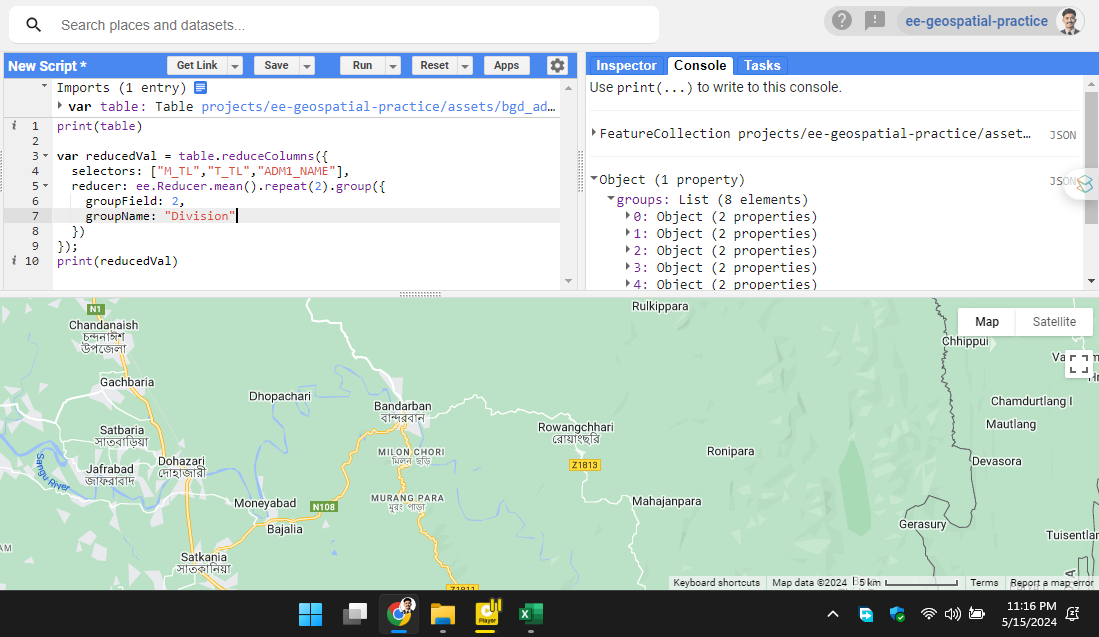 Search places and datasets...
ee-geospatial-practice
New Script *
Get Link
Save
Run
Reset
Apps
Inspector
Console
Tasks
Imports (1 entry)
var table: Table projects/ee-geospatial-practice/assets/bgd_ad…
i 1 print(table)
2
3 var reducedVal = table.reduceColumns({
4 selectors: ["M_TL","T_TL","ADM1_NAME"],
5 reducer: ee.Reducer.mean().repeat(2).group({
6 groupField: 2,
7 groupName: "Division"
8 })
9 });
i 10 print(reducedVal)
Use print(...) to write to this console.
FeatureCollection projects/ee-geospatial-practice/asset…
JSON
Object (1 property)
JSON
groups: List (8 elements)
0: Object (2 properties)
1: Object (2 properties)
2: Object (2 properties)
3: Object (2 properties)
4: Object (2 properties)
Map
Satellite
N1
Chandanaish
চন্দনাঈশ
উপজেলা
Rulkippara
Chhippui
Gachbaria
Dhopachari
Bandarban
বান্দরবান
Chamdurtlang I
Mautlang
Satbaria
সাতবাড়িয়া
Rowangchhari
রোয়াংছরি
MILON CHORI
মিলন ছড়ি
Ronipara
Dohazari
দোহাজারী
Z1813
Devasora
Jafrabad
জাফরাবাদ
Sangu River
MURANG PARA
মুরং পাড়া
Mahajanpara
Moneyabad
N108
Bajalia
Gerasury
Tuisentlan
Satkania
সাতকানিয়া
Z1811
Keyboard shortcuts
Map data ©2024
5 km
Terms
Report a map error
Player
11:16 PM
5/15/2024